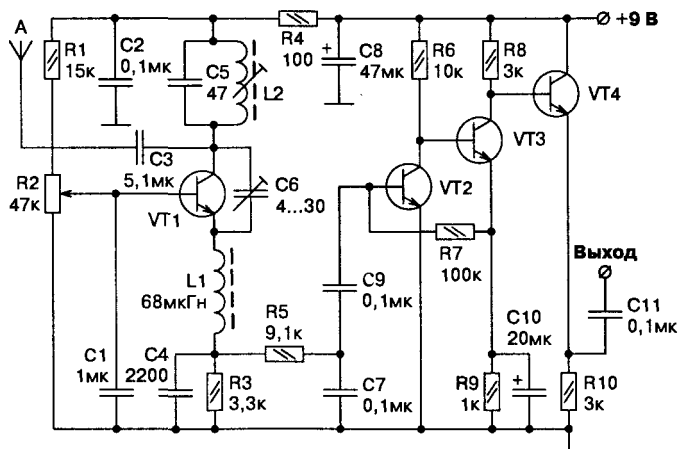 А
R1
15к
C2
0,1мк
C5
47
L2
R4
100
+
C8
47мк
R6
10к
R8
3к
+9 В
VT4
VT3
VT2
C3
5,1мк
R2
47к
VT1
C6
4...30
R7
100к
Выход
L1
68мкГн
R5
9,1к
C9
0,1мк
C10
20мк
C11
0,1мк
C1
1мк
C4
2200
R3
3,3к
C7
0,1мк
R9
1к
+
R10
3к